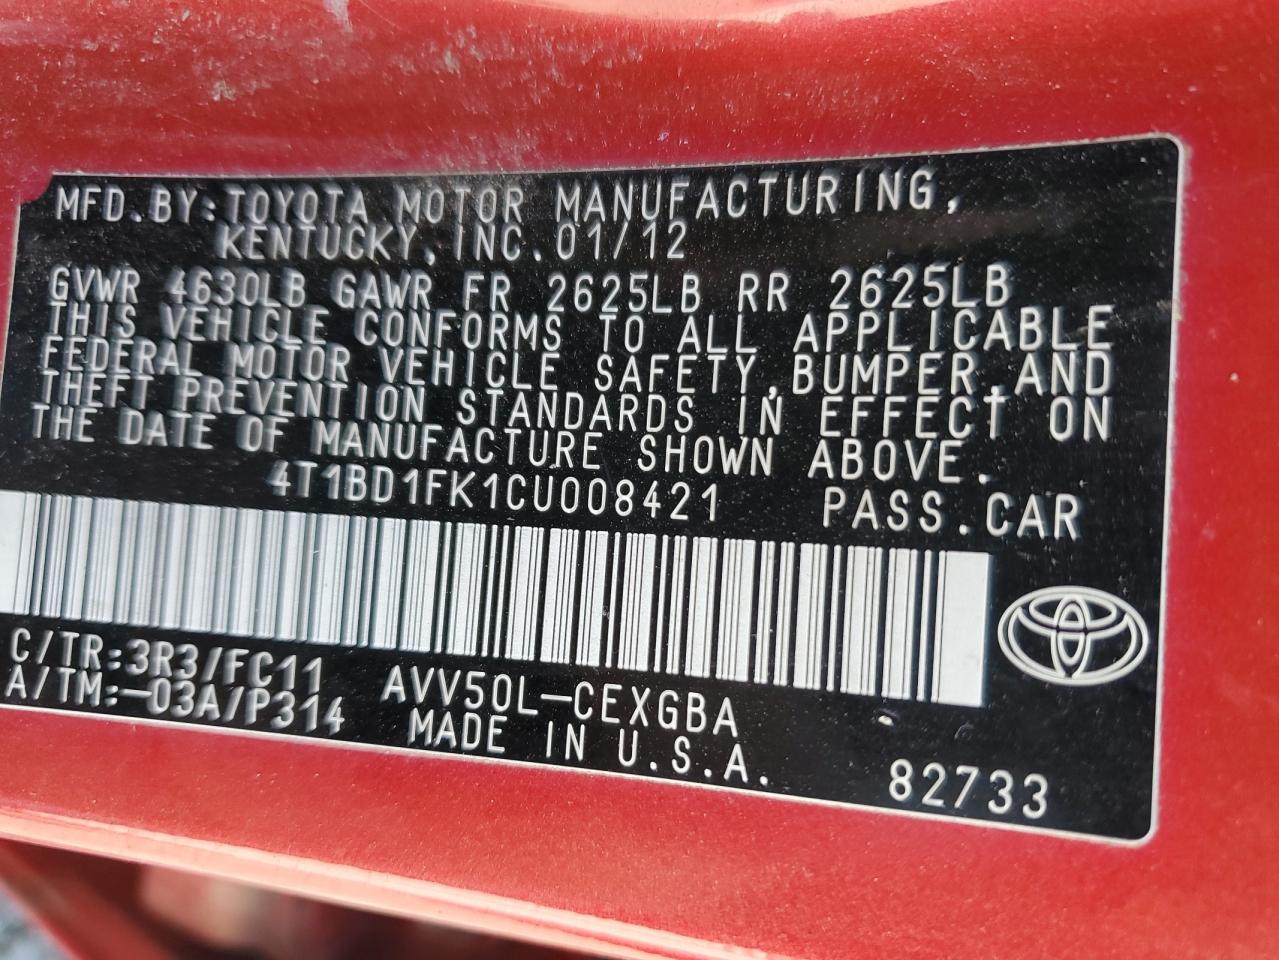 MFD.BY:TOYOTA MOTOR MANUFACTURING,
KENTUCKY,INC.01/12
GVWR 4630LB GAWR FR 2625LB RR 2625LB
THIS VEHICLE CONFORMS TO ALL APPLICABLE
FEDERAL MOTOR VEHICLE SAFETY,BUMPER,AND
THEFT PREVENTION STANDARDS IN EFFECT ON
THE DATE OF MANUFACTURE SHOWN ABOVE.
4T1BD1FK1CU008421 PASS.CAR
C/TR:3R3/FC11 AVV50L-CEXGBA
A/TM:-03A/P314 MADE IN U.S.A.
82733